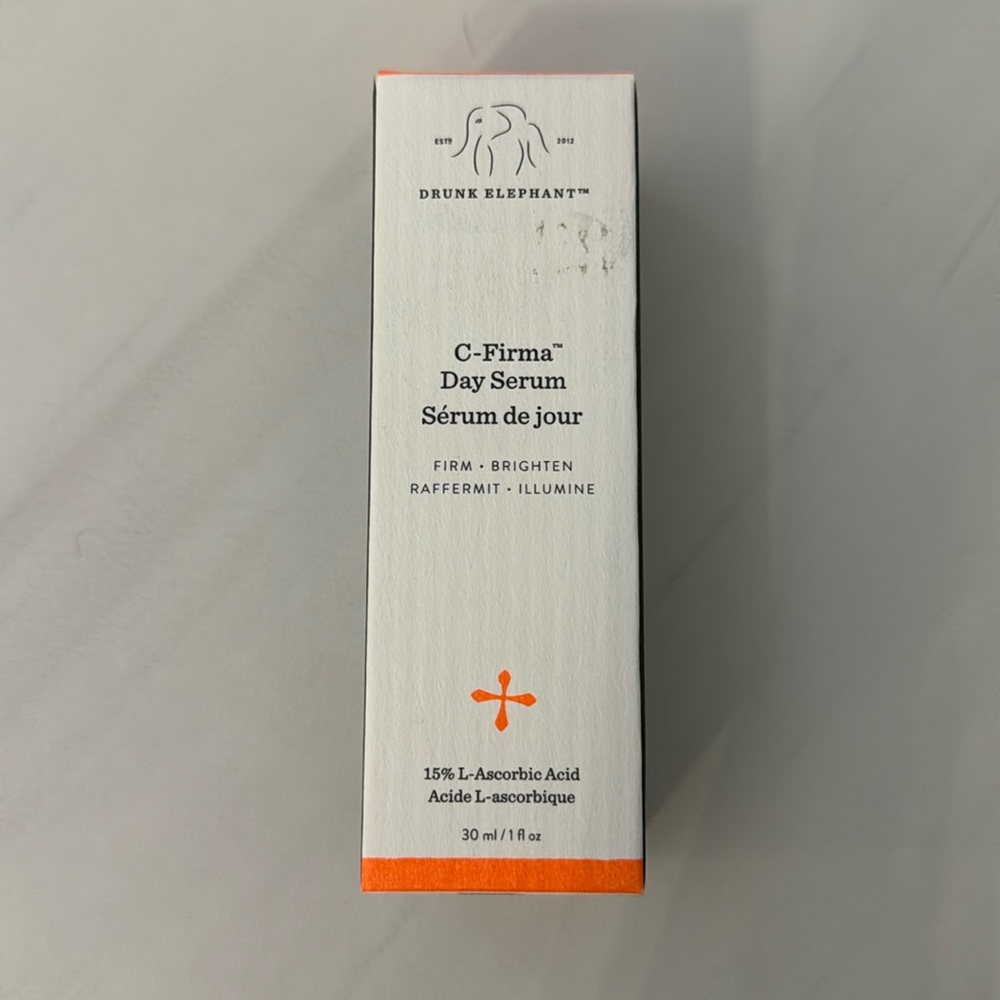 ESTD 2012
DRUNK ELEPHANT™
C-Firma™
Day Serum
Sérum de jour
FIRM • BRIGHTEN
RAFFERMIT • ILLUMINE
15% L-Ascorbic Acid
Acide L-ascorbique
30 ml / 1 fl oz